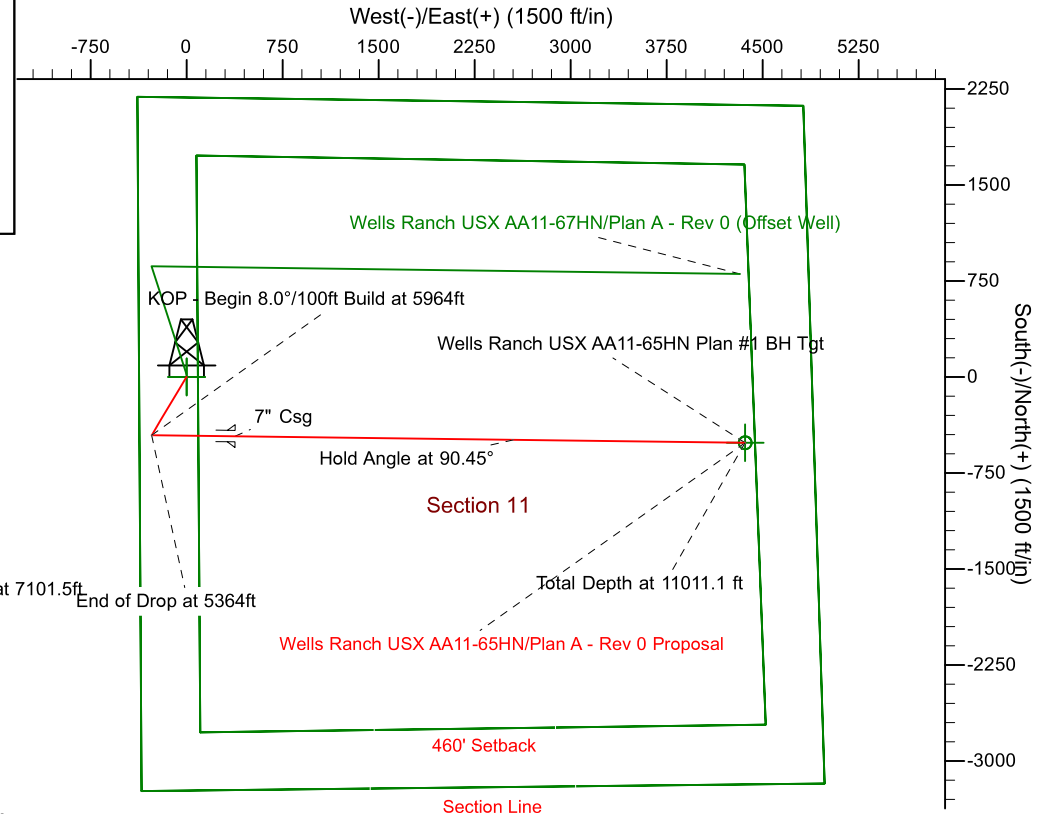 West(-)/East(+) (1500 ft/in)
-750 0 750 1500 2250 3000 3750 4500 5250
2250
1500
750
0
-750
-1500
-2250
-3000
South(-)/North(+) (1500 ft/in)
Wells Ranch USX AA11-67HN/Plan A - Rev 0 (Offset Well)
KOP - Begin 8.0°/100ft Build at 5964ft
Wells Ranch USX AA11-65HN Plan #1 BH Tgt
7" Csg
Hold Angle at 90.45°
Section 11
Total Depth at 11011.1 ft
at 7101.5ft
End of Drop at 5364ft
Wells Ranch USX AA11-65HN/Plan A - Rev 0 Proposal
460' Setback
Section Line